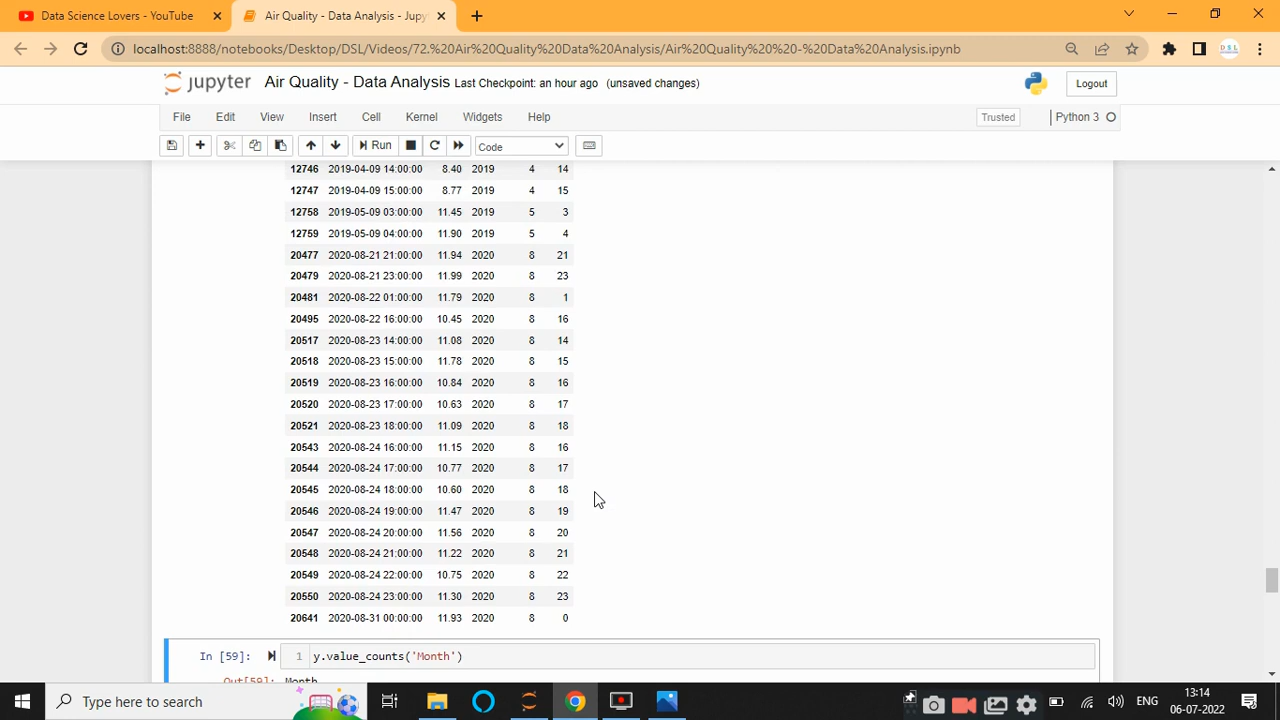 Data Science Lovers - YouTube
Air Quality - Data Analysis - Jupy
localhost:8888/notebooks/Desktop/DSL/Videos/72.%20Air%20Quality%20Data%20Analysis/Air%20Quality%20%20-%20Data%20Analysis.ipynb
jupyter Air Quality - Data Analysis Last Checkpoint: an hour ago (unsaved changes)
Logout
File Edit View Insert Cell Kernel Widgets Help
Trusted
Python 3
Run
Code
12746 2019-04-09 14:00:00 8.40 2019 4 14
12747 2019-04-09 15:00:00 8.77 2019 4 15
12758 2019-05-09 03:00:00 11.45 2019 5 3
12759 2019-05-09 04:00:00 11.90 2019 5 4
20477 2020-08-21 21:00:00 11.94 2020 8 21
20479 2020-08-21 23:00:00 11.99 2020 8 23
20481 2020-08-22 01:00:00 11.79 2020 8 1
20495 2020-08-22 16:00:00 10.45 2020 8 16
20517 2020-08-23 14:00:00 11.08 2020 8 14
20518 2020-08-23 15:00:00 11.78 2020 8 15
20519 2020-08-23 16:00:00 10.84 2020 8 16
20520 2020-08-23 17:00:00 10.63 2020 8 17
20521 2020-08-23 18:00:00 11.09 2020 8 18
20543 2020-08-24 16:00:00 11.15 2020 8 16
20544 2020-08-24 17:00:00 10.77 2020 8 17
20545 2020-08-24 18:00:00 10.60 2020 8 18
20546 2020-08-24 19:00:00 11.47 2020 8 19
20547 2020-08-24 20:00:00 11.56 2020 8 20
20548 2020-08-24 21:00:00 11.22 2020 8 21
20549 2020-08-24 22:00:00 10.75 2020 8 22
20550 2020-08-24 23:00:00 11.30 2020 8 23
20641 2020-08-31 00:00:00 11.93 2020 8 0
In [59]: 1 y.value_counts('Month')
Out[59]: Month
Type here to search
ENG
13:14
06-07-2022